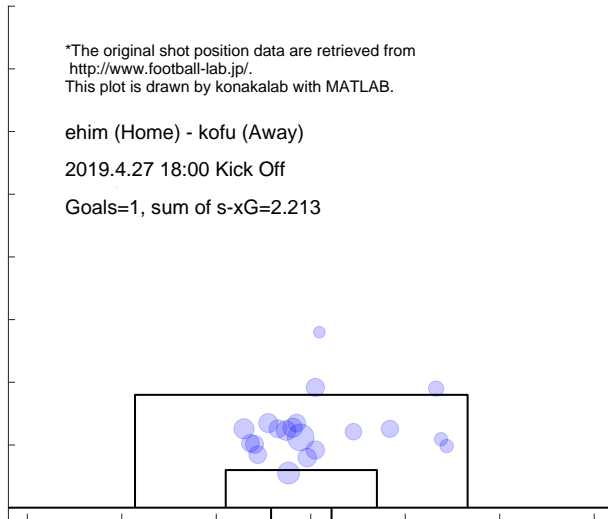 *The original shot position data are retrieved from
http://www.football-lab.jp/.
This plot is drawn by konakalab with MATLAB.
ehim (Home) - kofu (Away)
2019.4.27 18:00 Kick Off
Goals=1, sum of s-xG=2.213